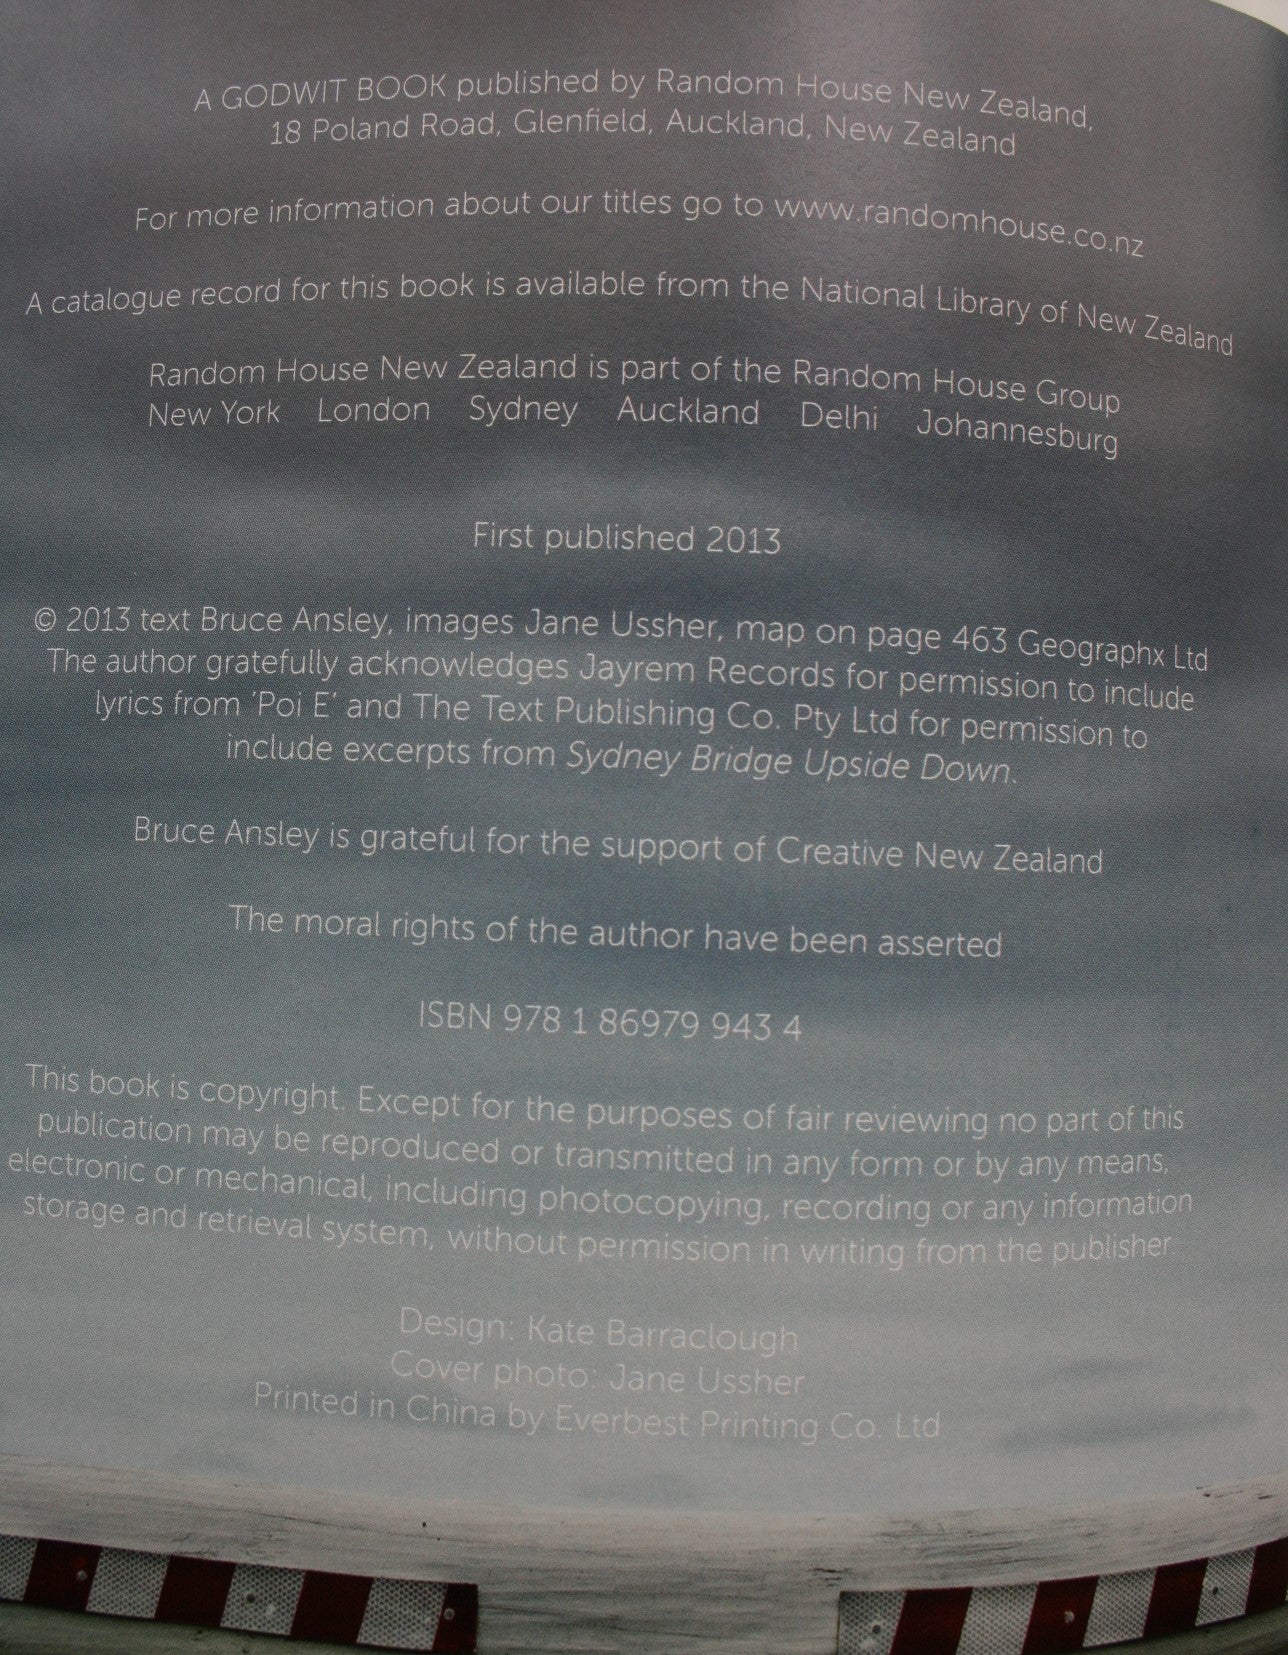 A GODWIT BOOK published by Random House New Zealand,
18 Poland Road, Glenfield, Auckland, New Zealand
For more information about our titles go to www.randomhouse.co.nz
A catalogue record for this book is available from the National Library of New Zealand
Random House New Zealand is part of the Random House Group
New York London Sydney Auckland Delhi Johannesburg
First published 2013
© 2013 text Bruce Ansley, images Jane Ussher, map on page 463 Geographx Ltd
The author gratefully acknowledges Jayrem Records for permission to include
lyrics from ‘Poi E’ and The Text Publishing Co. Pty Ltd for permission to
include excerpts from Sydney Bridge Upside Down.
Bruce Ansley is grateful for the support of Creative New Zealand
The moral rights of the author have been asserted
ISBN 978 1 86979 943 4
This book is copyright. Except for the purposes of fair reviewing no part of this
publication may be reproduced or transmitted in any form or by any means,
electronic or mechanical, including photocopying, recording or any information
storage and retrieval system, without permission in writing from the publisher.
Design: Kate Barraclough
Cover photo: Jane Ussher
Printed in China by Everbest Printing Co. Ltd